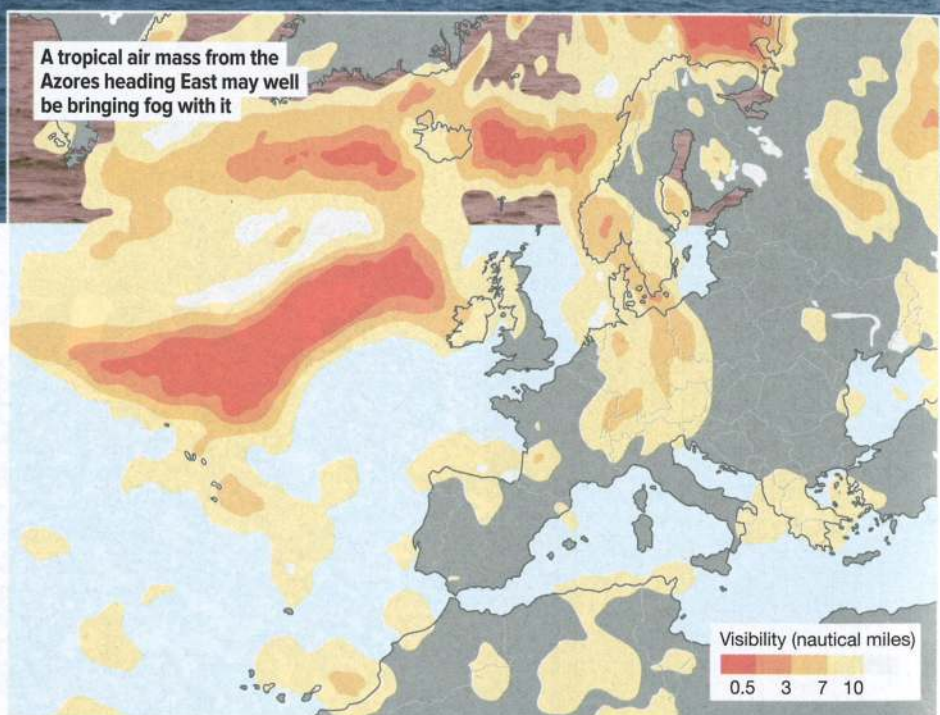 A tropical air mass from the
Azores heading East may well
be bringing fog with it
Visibility (nautical miles)
0.5 3 7 10